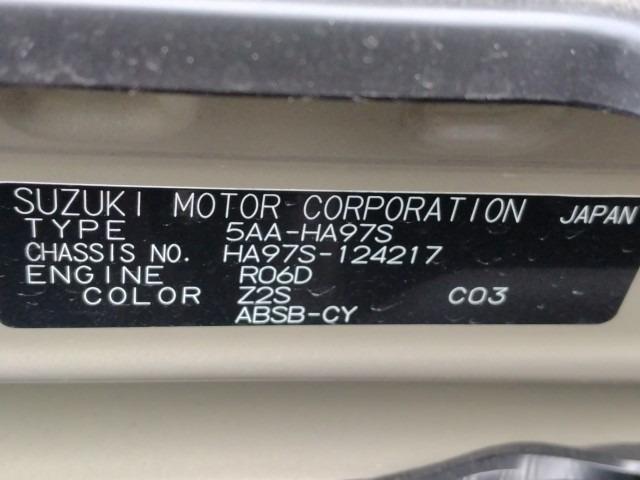 SUZUKI MOTOR CORPORATION JAPAN
TYPE 5AA-HA97S
CHASSIS NO. HA97S-124217
ENGINE R06D
COLOR Z2S C03
ABSB-CY